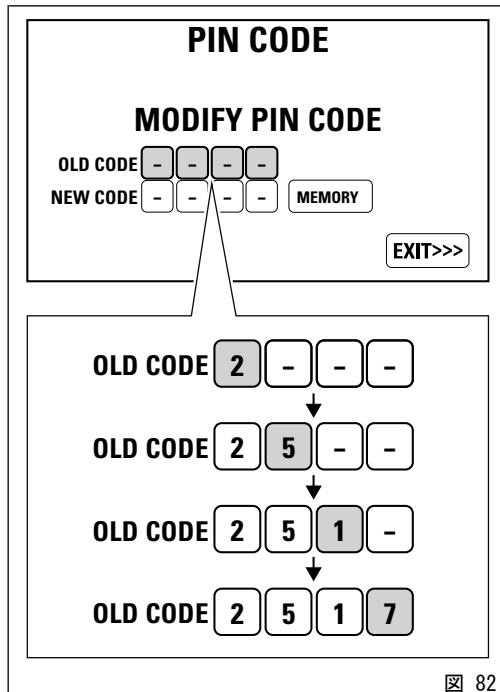 PIN CODE
MODIFY PIN CODE
OLD CODE - - - -
NEW CODE - - - - MEMORY
EXIT>>>
OLD CODE 2 - - -
OLD CODE 2 5 - -
OLD CODE 2 5 1 -
OLD CODE 2 5 1 7
図 82